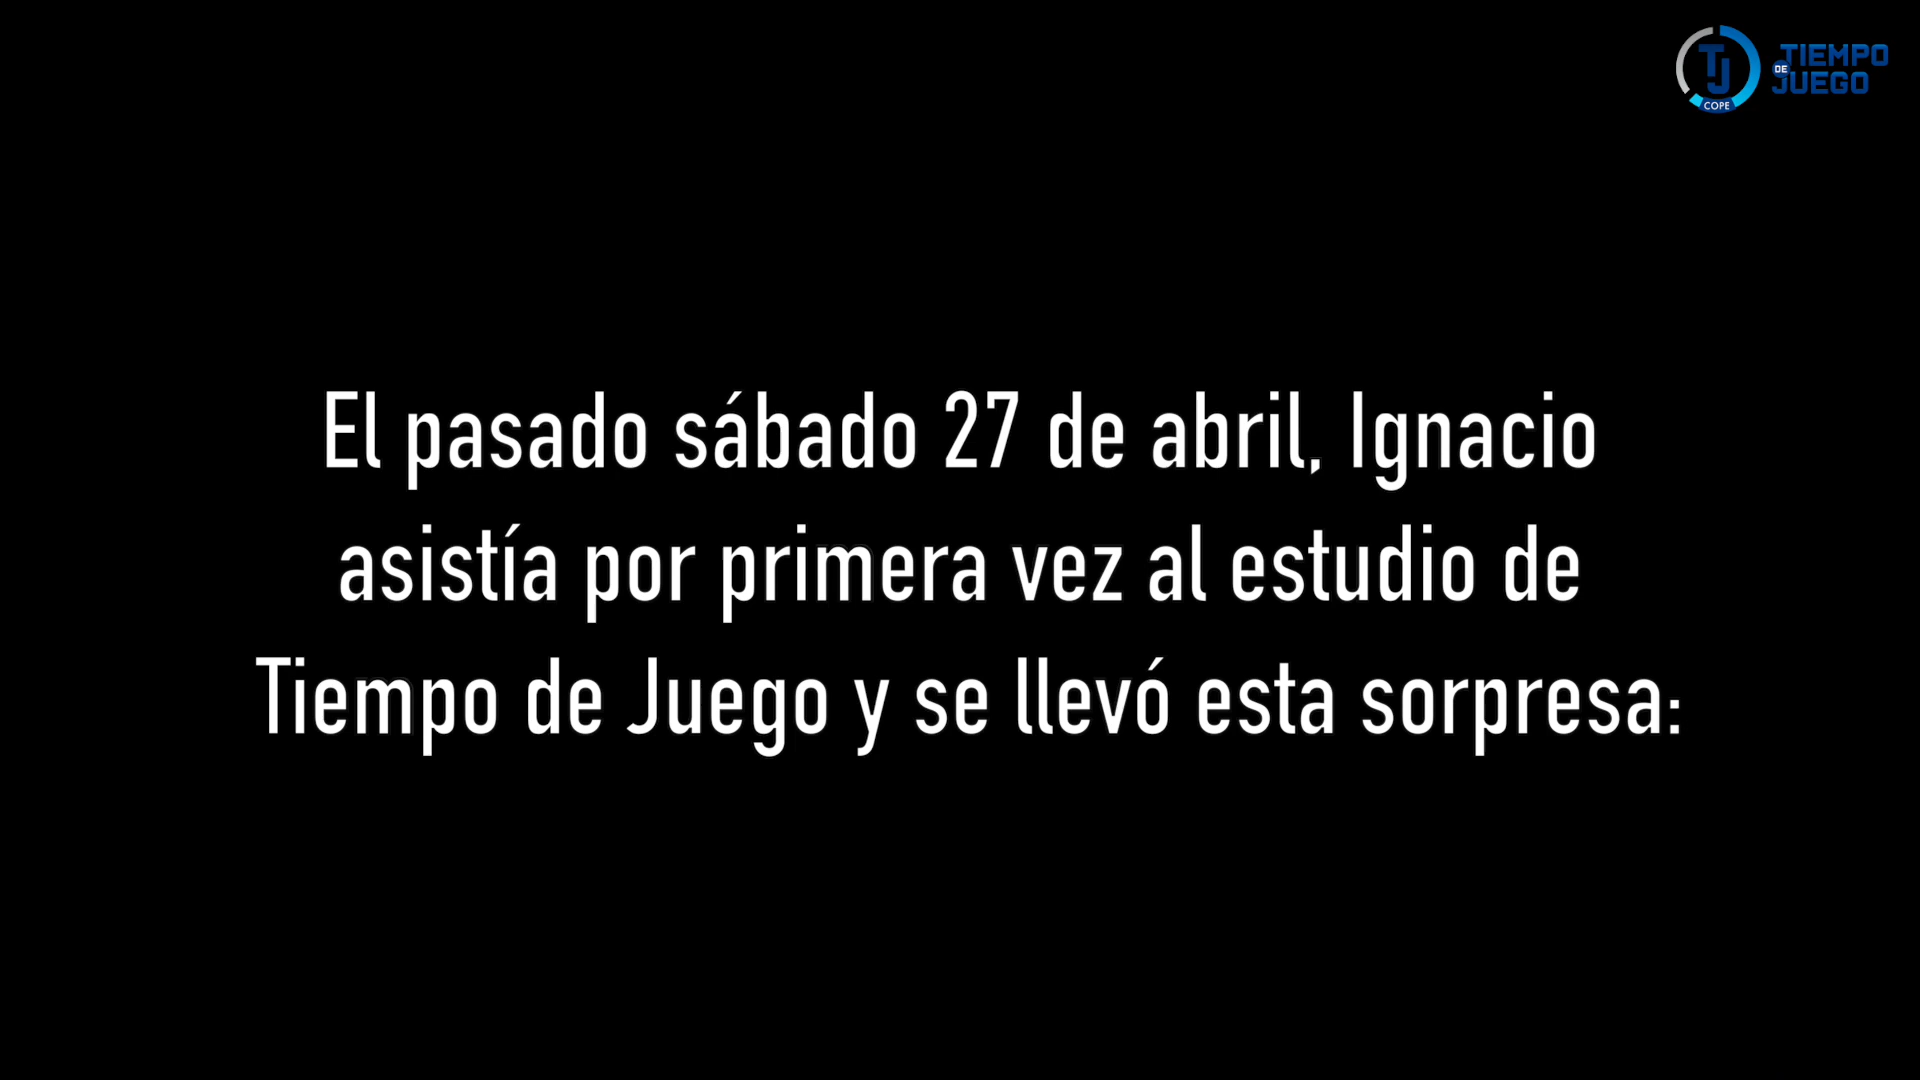 TJ
COPE
TIEMPO
DE
JUEGO
El pasado sábado 27 de abril, Ignacio
asistía por primera vez al estudio de
Tiempo de Juego y se llevó esta sorpresa: